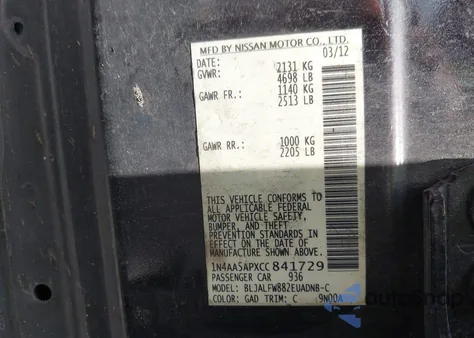 MFD BY NISSAN MOTOR CO., LTD.
DATE: 03/12
GVWR: 2131 KG
4698 LB
GAWR FR.: 1140 KG
2513 LB
GAWR RR.: 1000 KG
2205 LB
THIS VEHICLE CONFORMS TO
ALL APPLICABLE FEDERAL
MOTOR VEHICLE SAFETY,
BUMPER, AND THEFT
PREVENTION STANDARDS
IN EFFECT ON THE DATE OF
MANUFACTURE SHOWN ABOVE.
1N4AA5APXCC841729
PASSENGER CAR 936
MODEL: BLJALFW882EUADNB-C
COLOR: GAD TRIM: C 9N00A
autosnap